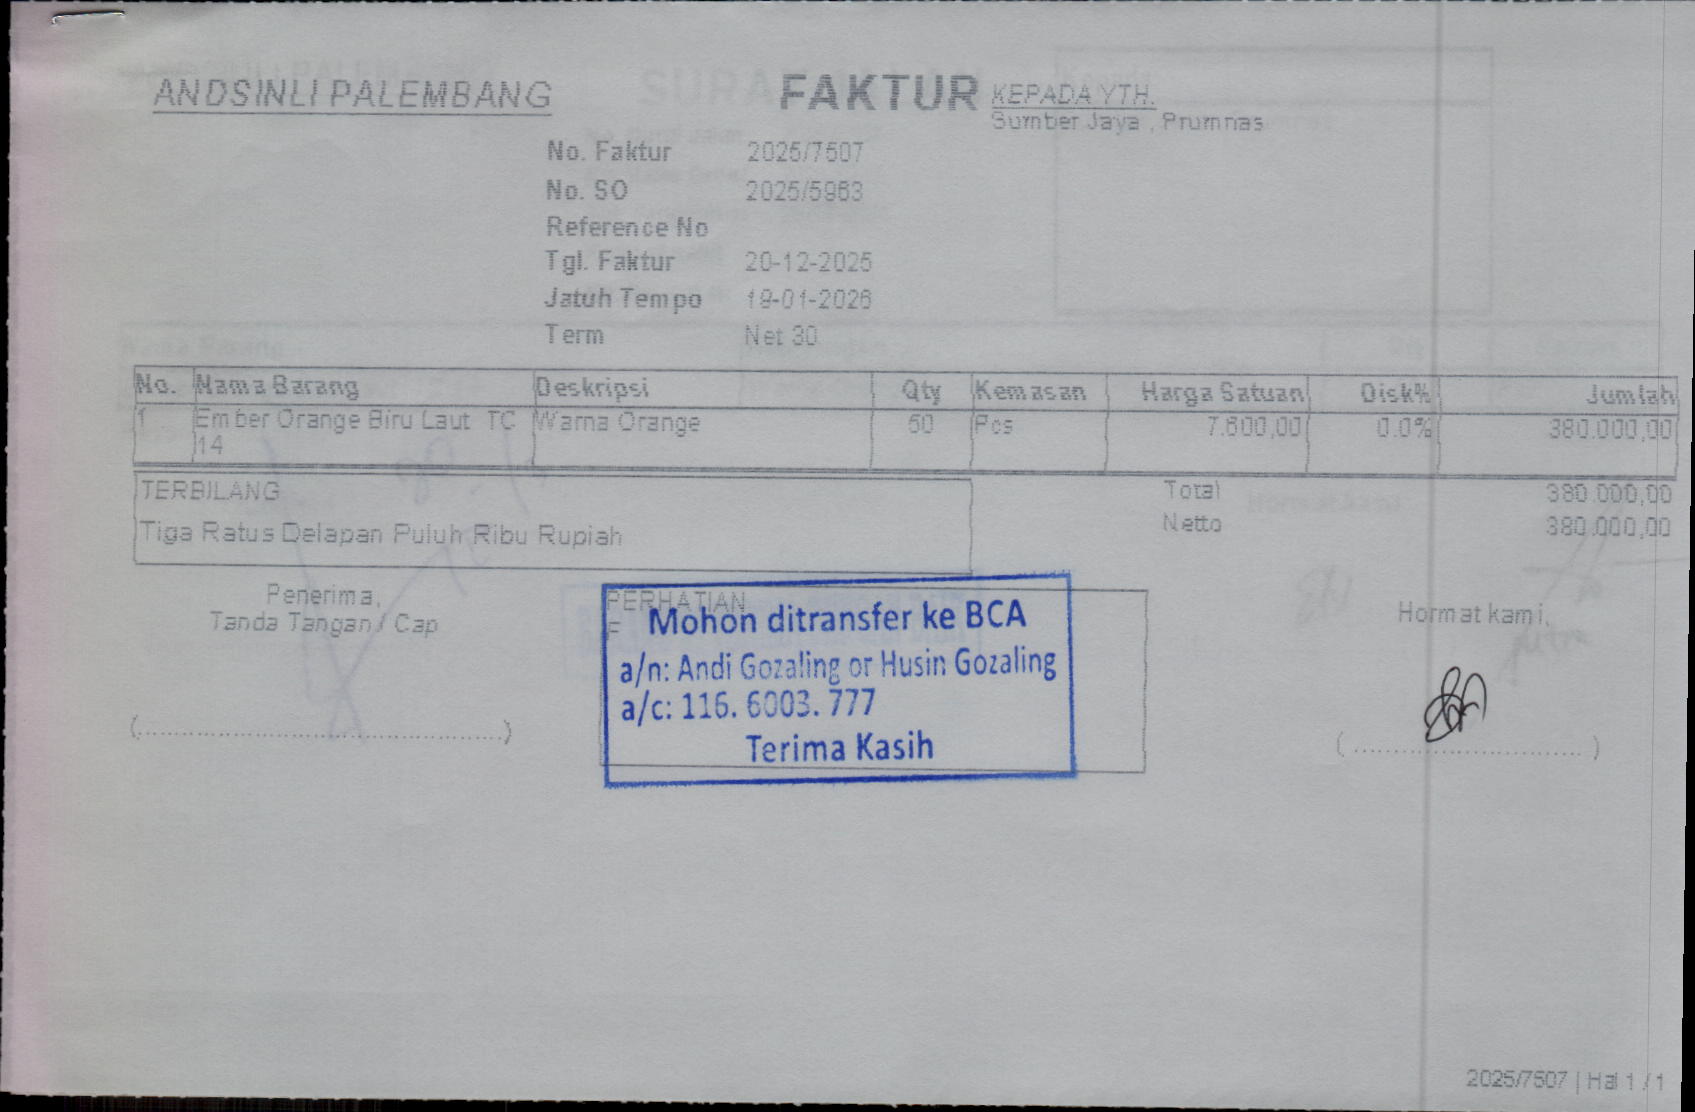 ANDSINLI PALEMBANG
FAKTUR
KEPADA YTH.
Sumber Jaya , Prumnas
No. Faktur 2025/7507
No. SO 2025/5963
Reference No
Tgl. Faktur 20-12-2025
Jatuh Tempo 19-01-2026
Term Net 30
No. Nama Barang Deskripsi Qty Kemasan Harga Satuan Disk% Jumlah
1 Ember Orange Biru Laut TC Warna Orange 50 Pcs 7.600,00 0.0% 380.000,00
14
TERBILANG
Tiga Ratus Delapan Puluh Ribu Rupiah
Total 380.000,00
Netto 380.000,00
Penerima,
Tanda Tangan / Cap
(....................................................)
PERHATIAN
Mohon ditransfer ke BCA
a/n: Andi Gozaling or Husin Gozaling
a/c: 116. 6003. 777
Terima Kasih
Hormat kami,
(................................)
2025/7507 | Hal 1 / 1